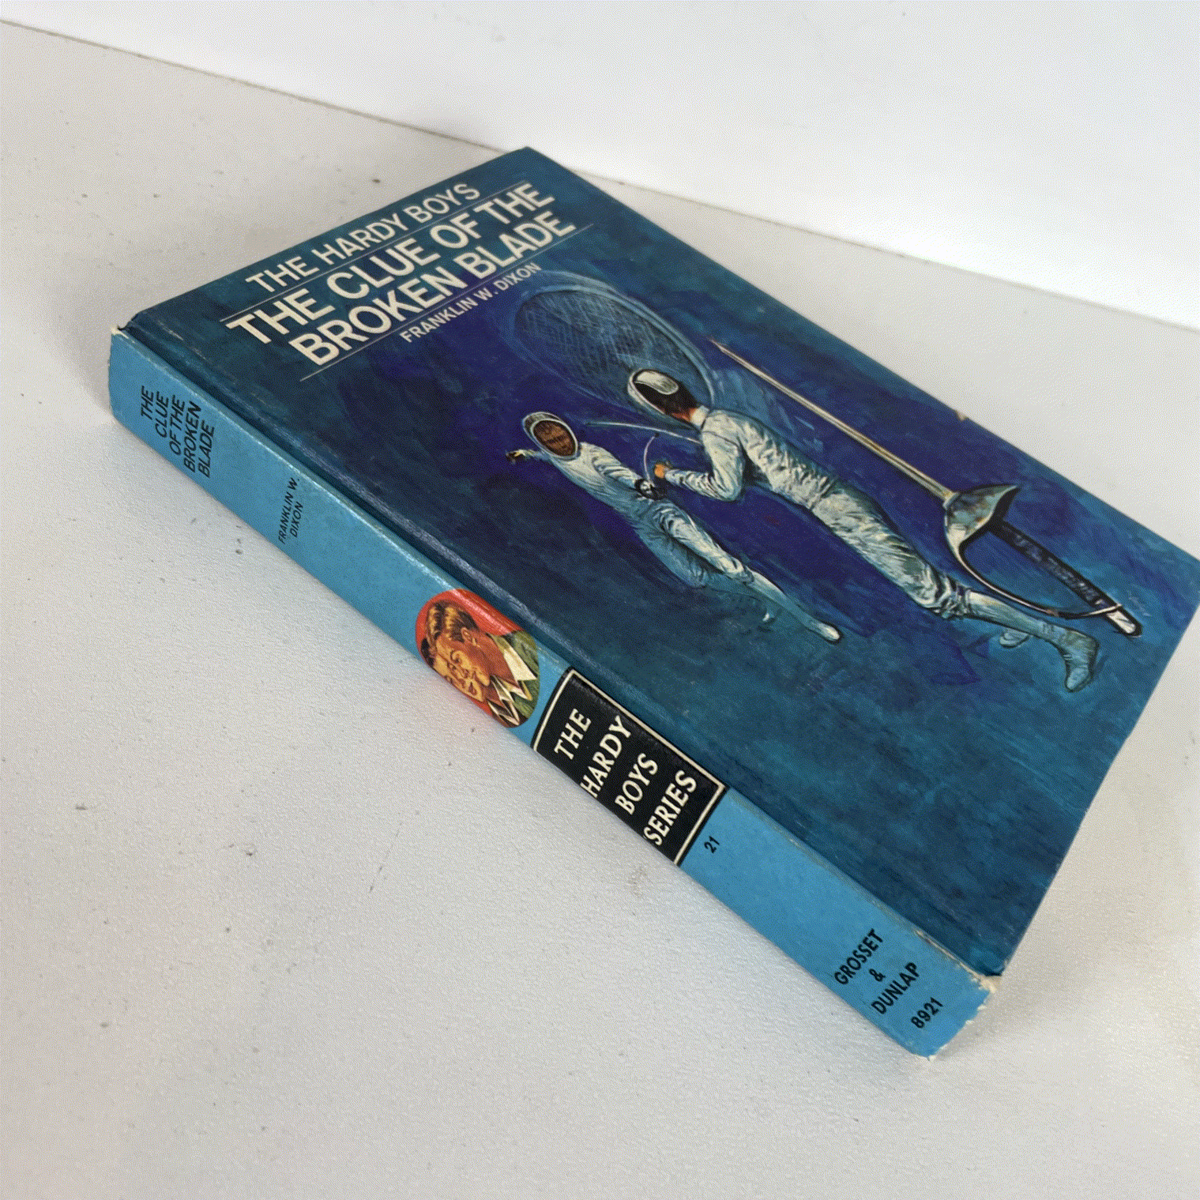 THE HARDY BOYS
THE CLUE OF THE
BROKEN BLADE
FRANKLIN W. DIXON
THE
CLUE
OF THE
BROKEN
BLADE
FRANKLIN W.
DIXON
THE
HARDY
BOYS
SERIES
21
GROSSET
&
DUNLAP
8921